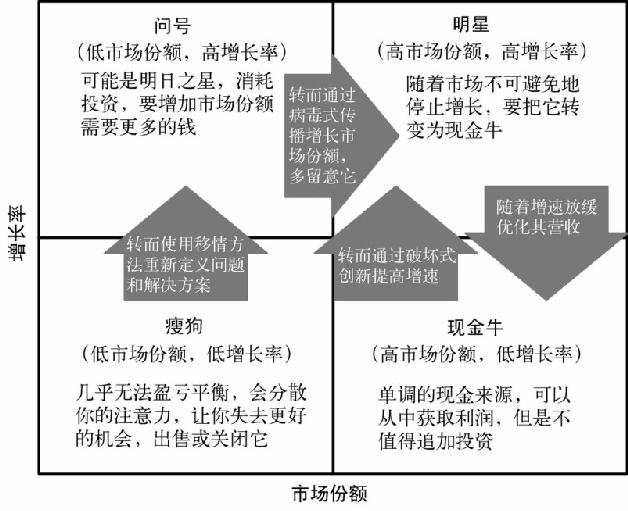 问号
（低市场份额，高增长率）
可能是明日之星，消耗
投资，要增加市场份额
需要更多的钱
转而通过
病毒式传
播增长市
场份额，
多留意它
明星
（高市场份额，高增长率）
随着市场不可避免地
停止增长，要把它转
变为现金牛
增长率
转而使用移情方
法重新定义问题
和解决方案
转而通过破坏式
创新提高增速
随着增速放缓
优化其营收
瘦狗
（低市场份额，低增长率）
几乎无法盈亏平衡，会分散
你的注意力，让你失去更好
的机会，出售或关闭它
现金牛
（高市场份额，低增长率）
单调的现金来源，可以
从中获取利润，但是不
值得追加投资
市场份额